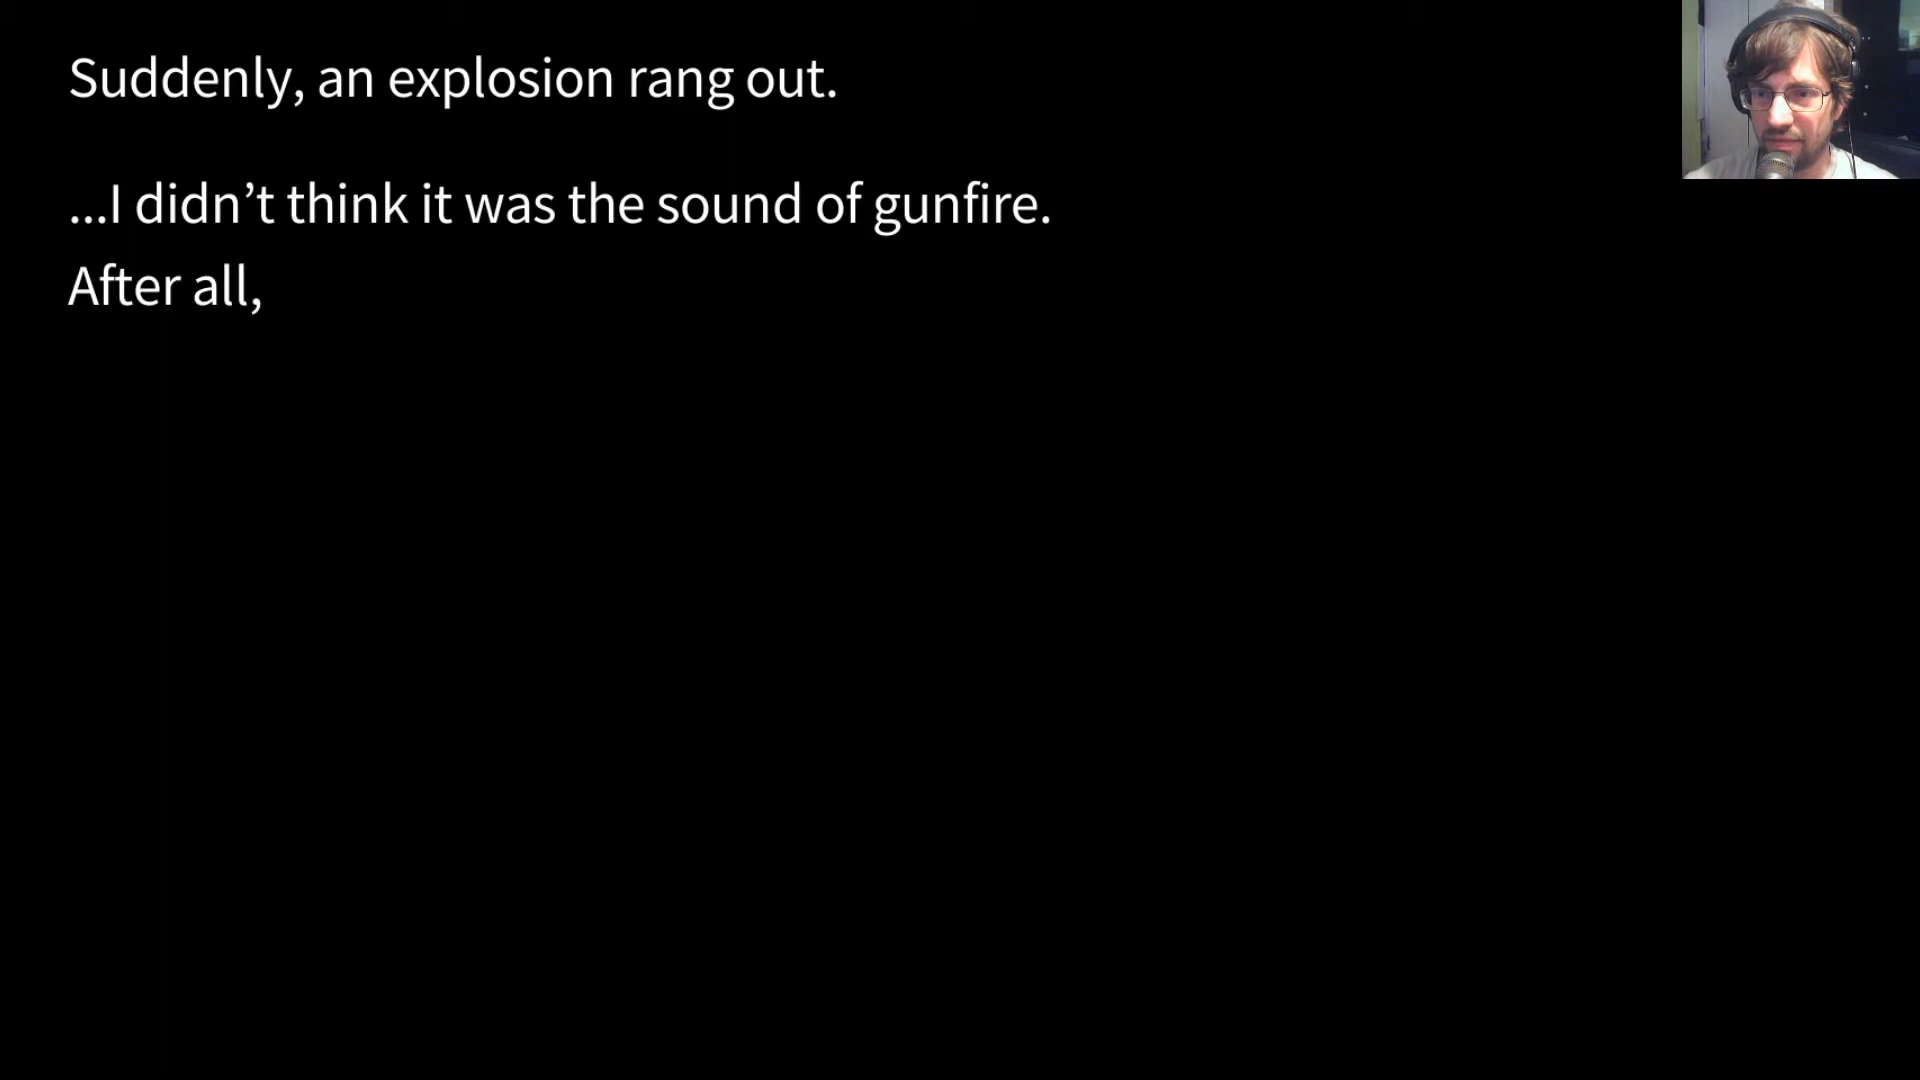 Suddenly, an explosion rang out.
...I didn’t think it was the sound of gunfire.
After all,